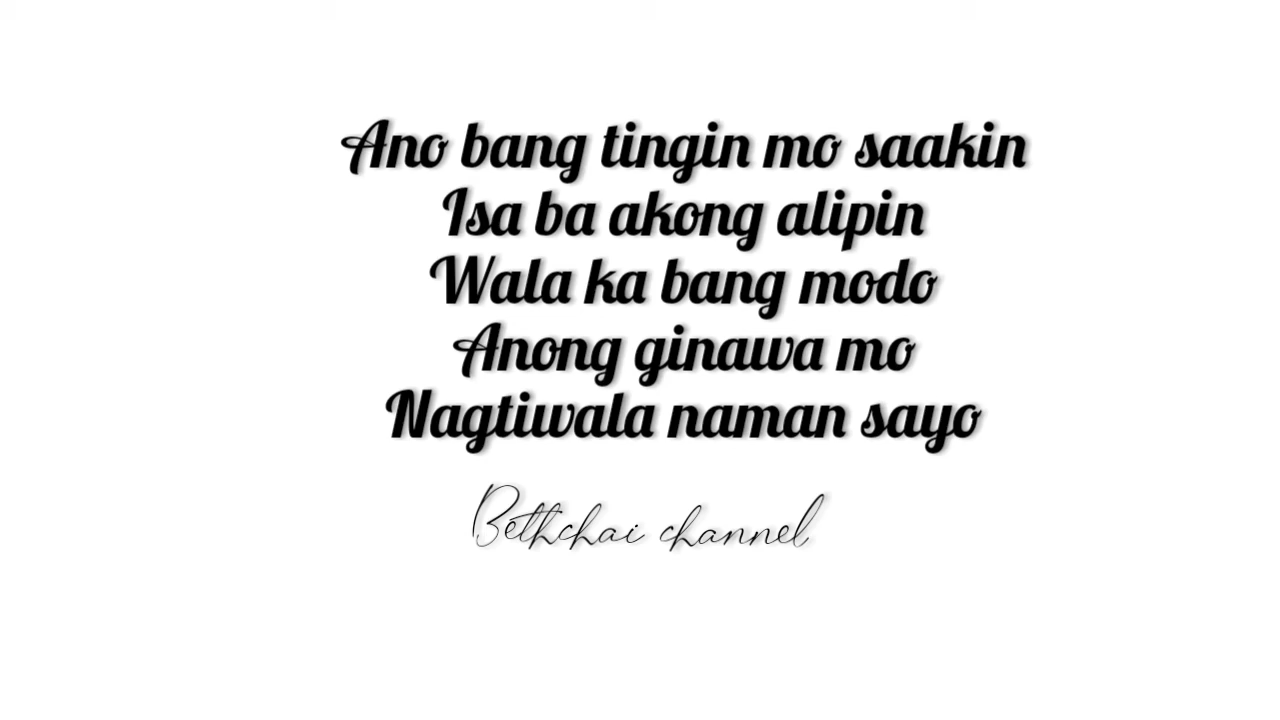 Ano bang tingin mo saakin
Isa ba akong alipin
Wala ka bang modo
Anong ginawa mo
Nagtiwala naman sayo
Bethchai channel